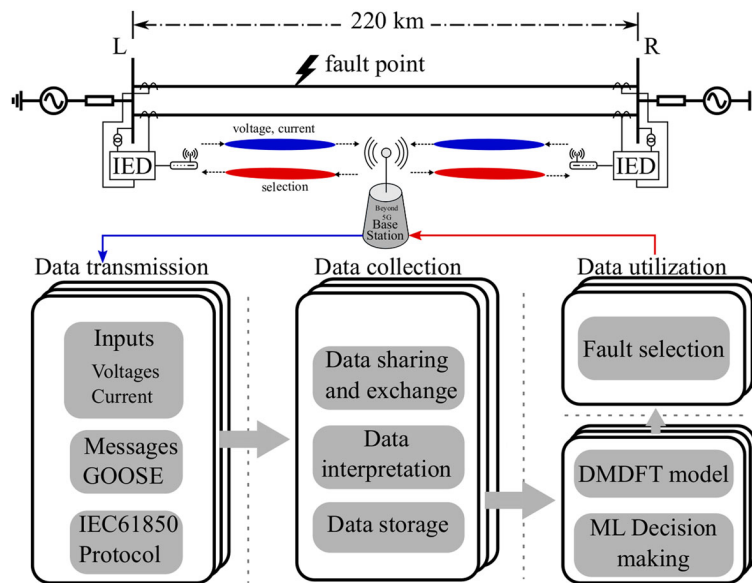 220 km
L
R
fault point
voltage, current
IED
IED
selection
Beyond
5G
Base
Station
Data transmission
Data collection
Data utilization
Inputs
Voltages
Current
Messages
GOOSE
IEC61850
Protocol
Data sharing
and exchange
Data
interpretation
Data storage
Fault selection
DMDFT model
ML Decision
making